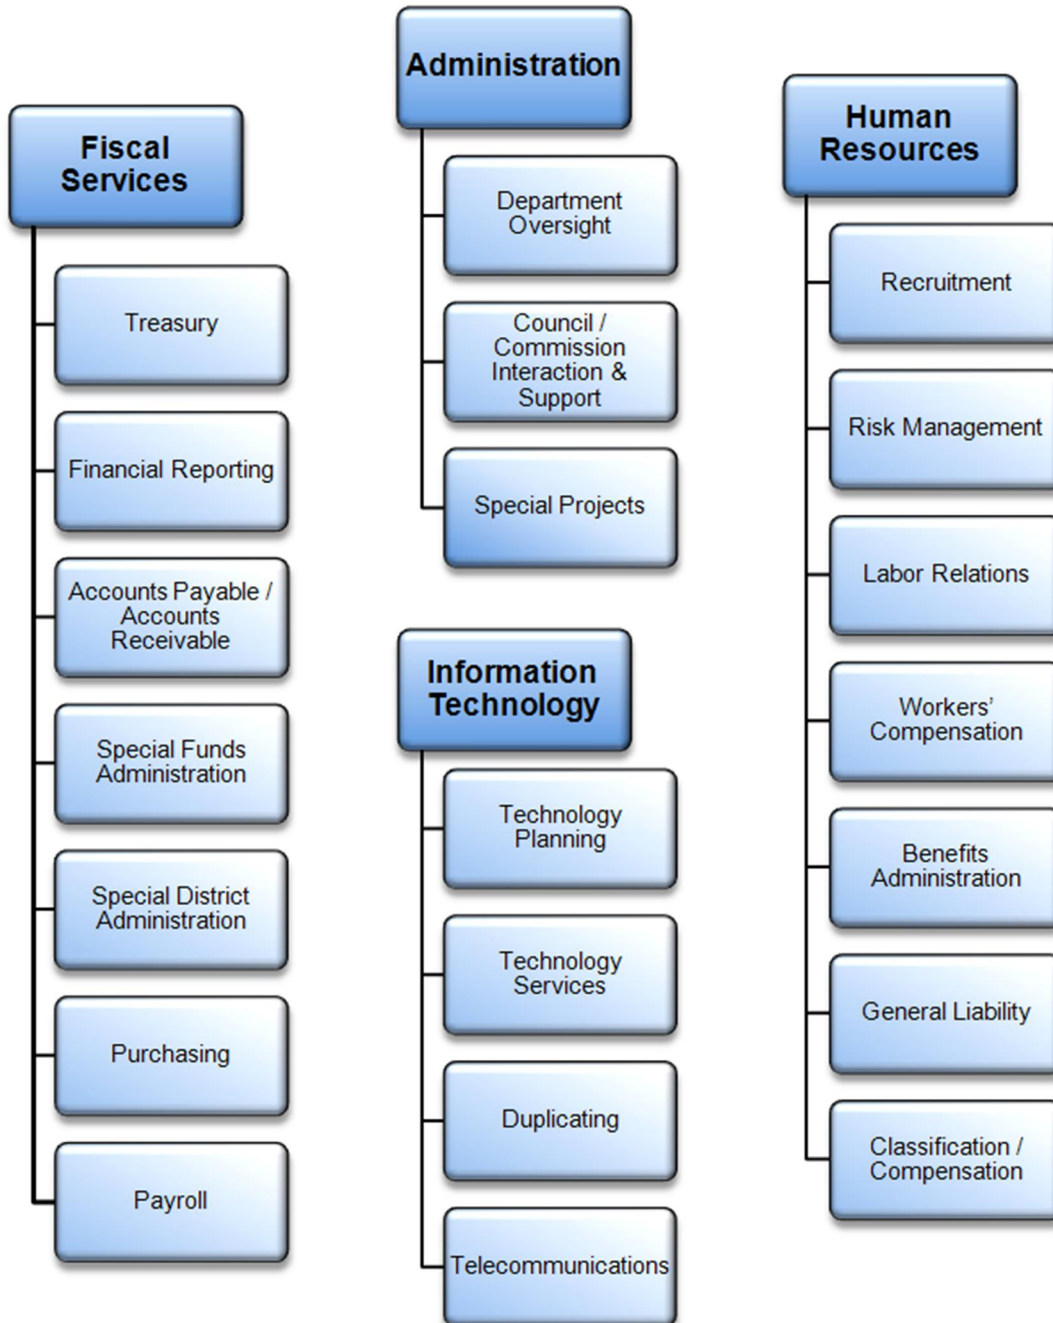 Fiscal
Services
Treasury
Financial Reporting
Accounts Payable /
Accounts
Receivable
Special Funds
Administration
Special District
Administration
Purchasing
Payroll
Administration
Department
Oversight
Council /
Commission
Interaction &
Support
Special Projects
Information
Technology
Technology
Planning
Technology
Services
Duplicating
Telecommunications
Human
Resources
Recruitment
Risk Management
Labor Relations
Workers’
Compensation
Benefits
Administration
General Liability
Classification /
Compensation